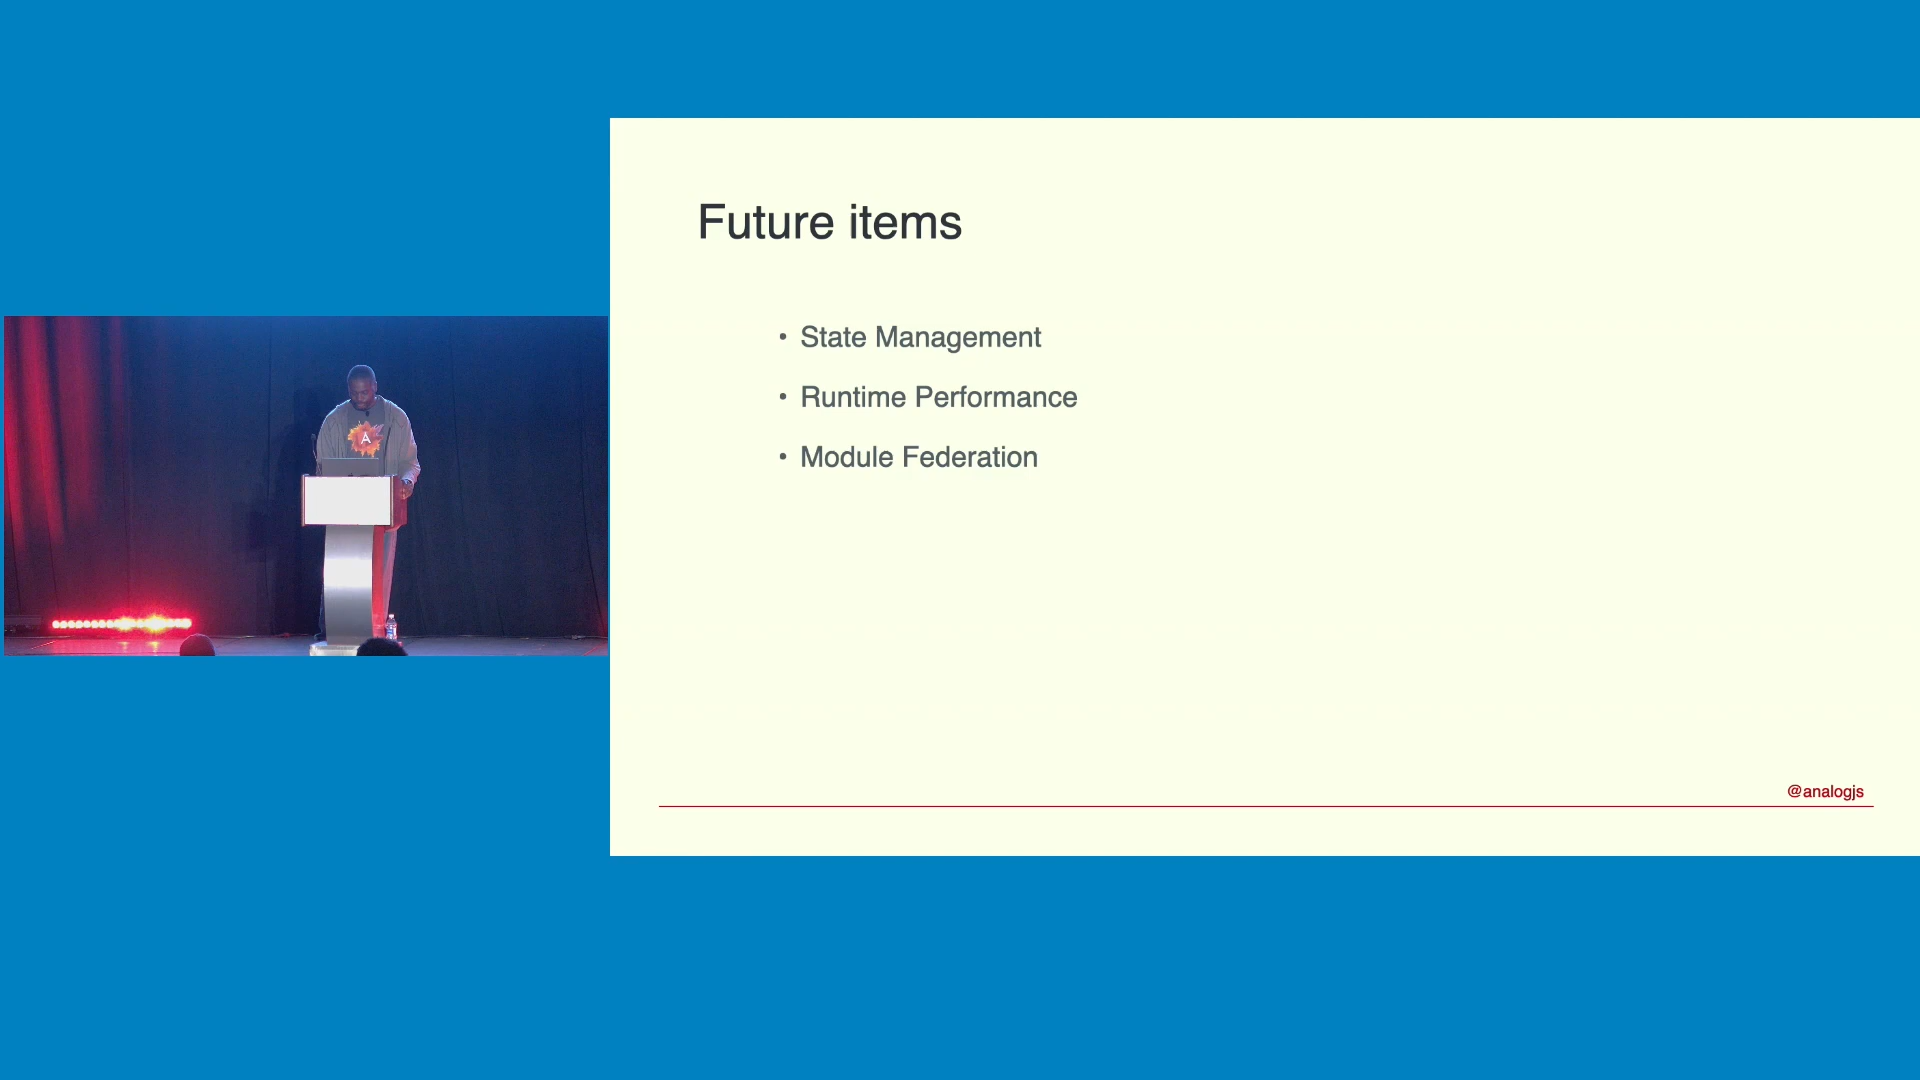 Future items
• State Management
• Runtime Performance
• Module Federation
@analogjs
A